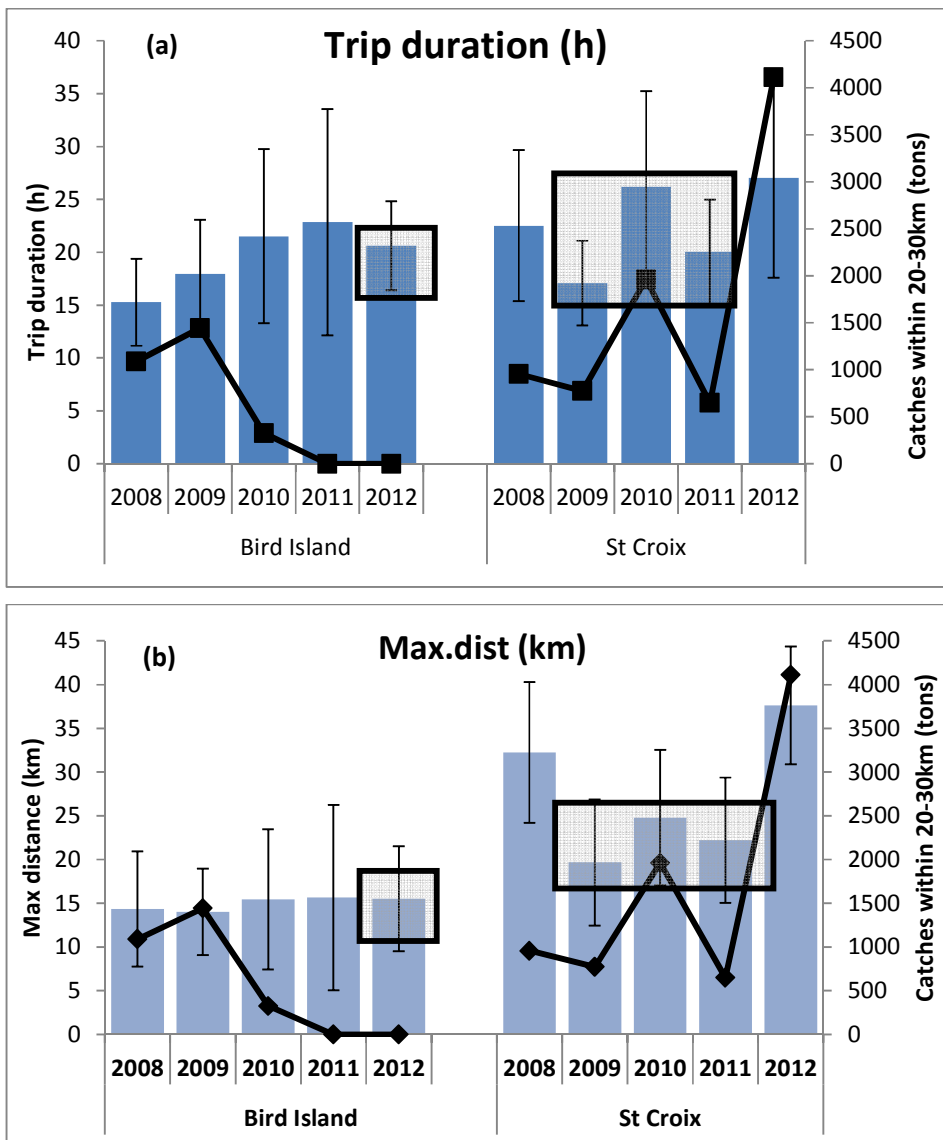 (a) Trip duration (h)
40 4500
35 4000
30 3500
25 3000
20 2500
15 2000
10 1500
5 1000
0 500
0
Trip duration (h)
Catches within 20-30km (tons)
2008 2009 2010 2011 2012 2008 2009 2010 2011 2012
Bird Island St Croix
(b) Max.dist (km)
45 4500
40 4000
35 3500
30 3000
25 2500
20 2000
15 1500
10 1000
5 500
0 0
Max distance (km)
Catches within 20-30km (tons)
2008 2009 2010 2011 2012 2008 2009 2010 2011 2012
Bird Island St Croix